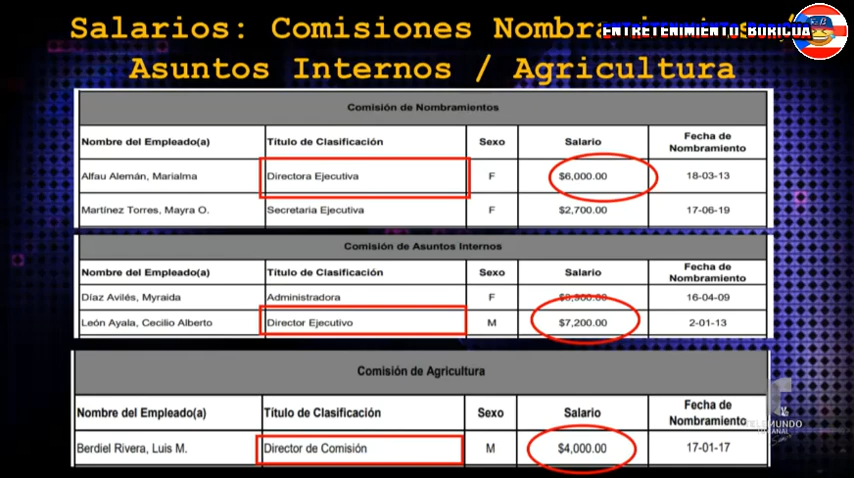 Salarios: Comisiones
ENTRETENIMIENTO BORICUA
Asuntos Internos / Agricultura
Comisión de Nombramientos
Nombre del Empleado(a) Título de Clasificación Sexo Salario Fecha de Nombramiento
Alfau Alemán, Marialma Directora Ejecutiva F $6,000.00 18-03-13
Martínez Torres, Mayra O. Secretaria Ejecutiva F $2,700.00 17-06-19
Comisión de Asuntos Internos
Nombre del Empleado(a) Título de Clasificación Sexo Salario Fecha de Nombramiento
Díaz Avilés, Myraida Administradora F 16-04-09
León Ayala, Cecilio Alberto Director Ejecutivo M $7,200.00 2-01-13
Comisión de Agricultura
Nombre del Empleado(a) Título de Clasificación Sexo Salario Fecha de Nombramiento
Berdiel Rivera, Luis M. Director de Comisión M $4,000.00 17-01-17